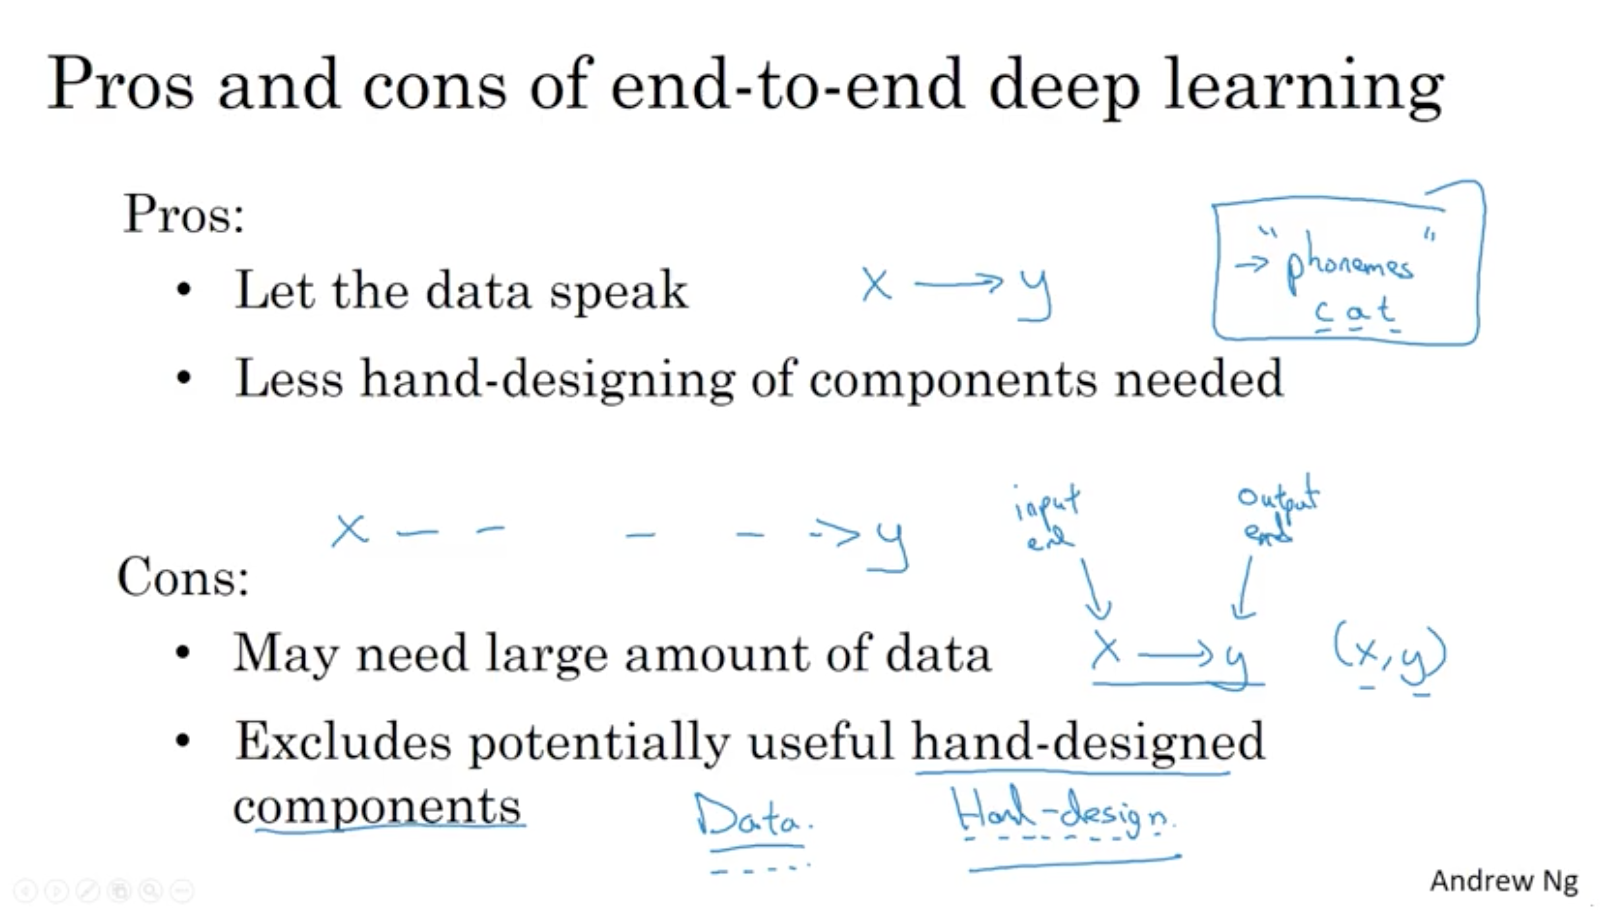 Pros and cons of end-to-end deep learning
Pros:
• Let the data speak
x → y
"phonemes"
→
c a t
• Less hand-designing of components needed
x – – – – -> y
input end
output end
Cons:
• May need large amount of data
x → y
(x, y)
• Excludes potentially useful hand-designed
components
Data.
Hand-design.
Andrew Ng